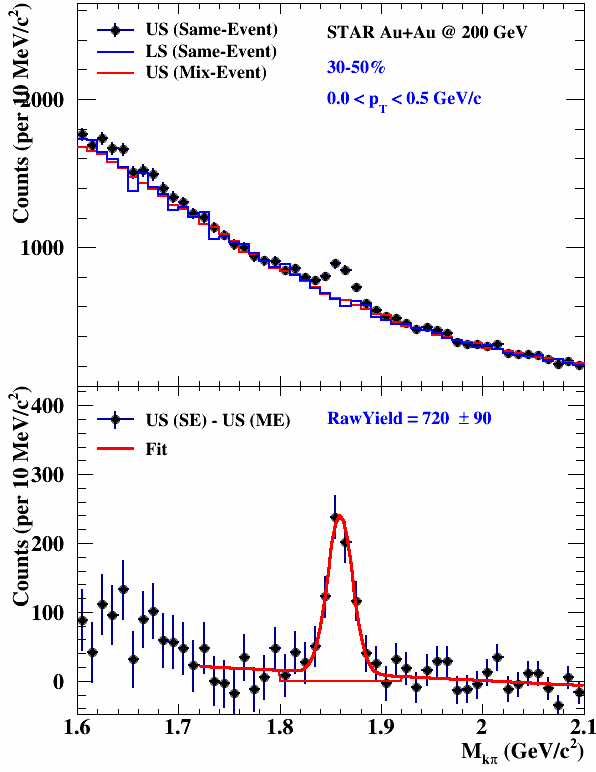 US (Same-Event)
LS (Same-Event)
US (Mix-Event)
STAR Au+Au @ 200 GeV
30-50%
0.0 < p_T < 0.5 GeV/c
Counts (per 10 MeV/c²)
2000
1000
US (SE) - US (ME)
Fit
RawYield = 720 ± 90
Counts (per 10 MeV/c²)
400
300
200
100
0
1.6 1.7 1.8 1.9 2 2.1
M_kπ (GeV/c²)